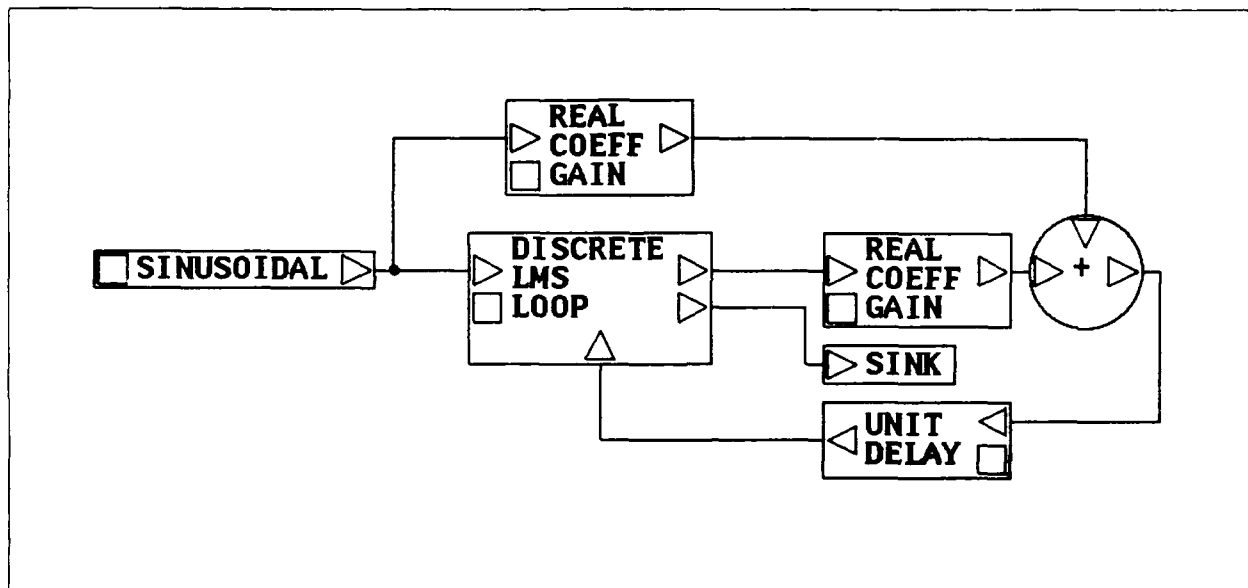 REAL
COEFF
GAIN
SINUSOIDAL
DISCRETE
LMS
LOOP
REAL
COEFF
GAIN
+
SINK
UNIT
DELAY